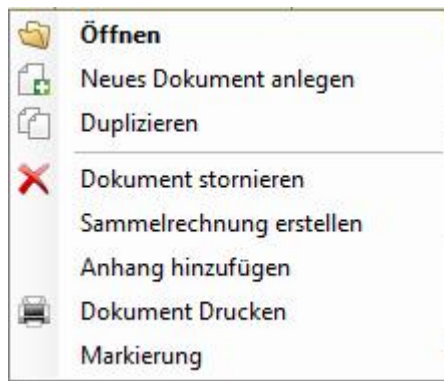 Öffnen
Neues Dokument anlegen
Duplizieren
Dokument stornieren
Sammelrechnung erstellen
Anhang hinzufügen
Dokument Drucken
Markierung